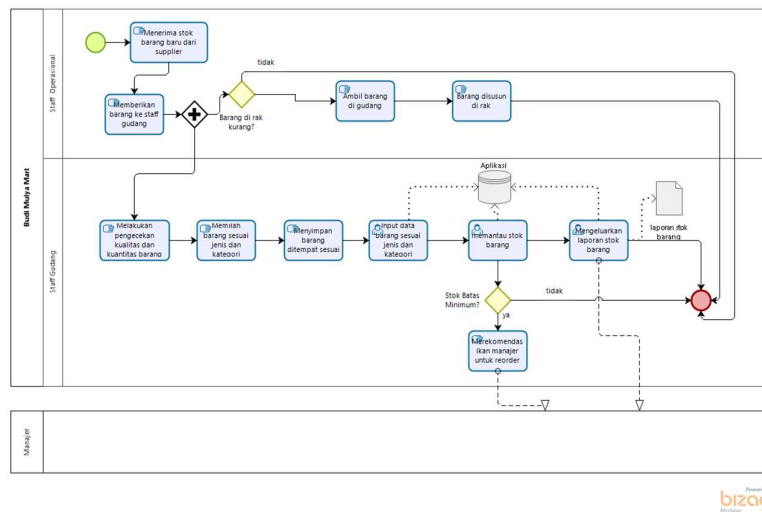 Budi Mulya Mart
Staff Operasional
Menerima stok
barang baru dari
supplier
Memberikan
barang ke staff
gudang
tidak
Barang di rak
kurang?
Ambil barang
di gudang
Barang disusun
di rak
Staff Gudang
Melakukan
pengecekan
kualitas dan
kuantitas barang
Memilah
barang sesuai
jenis dan
kategori
Menyimpan
barang
ditempat sesuai
Input data
barang sesuai
jenis dan
kategori
Aplikasi
memantau stok
barang
Mengeluarkan
laporan stok
barang
laporan stok
barang
Stok Batas
Minimum?
tidak
ya
Merekomendas
ikan manajer
untuk reorder
Manajer